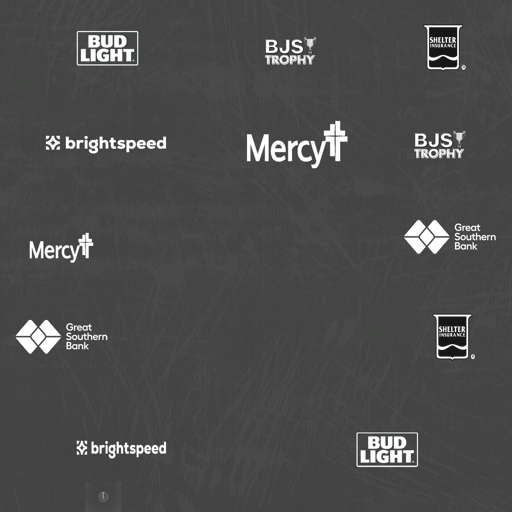 BUD
LIGHT.
BJS
TROPHY
SHELTER
INSURANCE
brightspeed
Mercy
BJS
TROPHY
Mercy
Great
Southern
Bank
Great
Southern
Bank
SHELTER
INSURANCE
brightspeed
BUD
LIGHT.